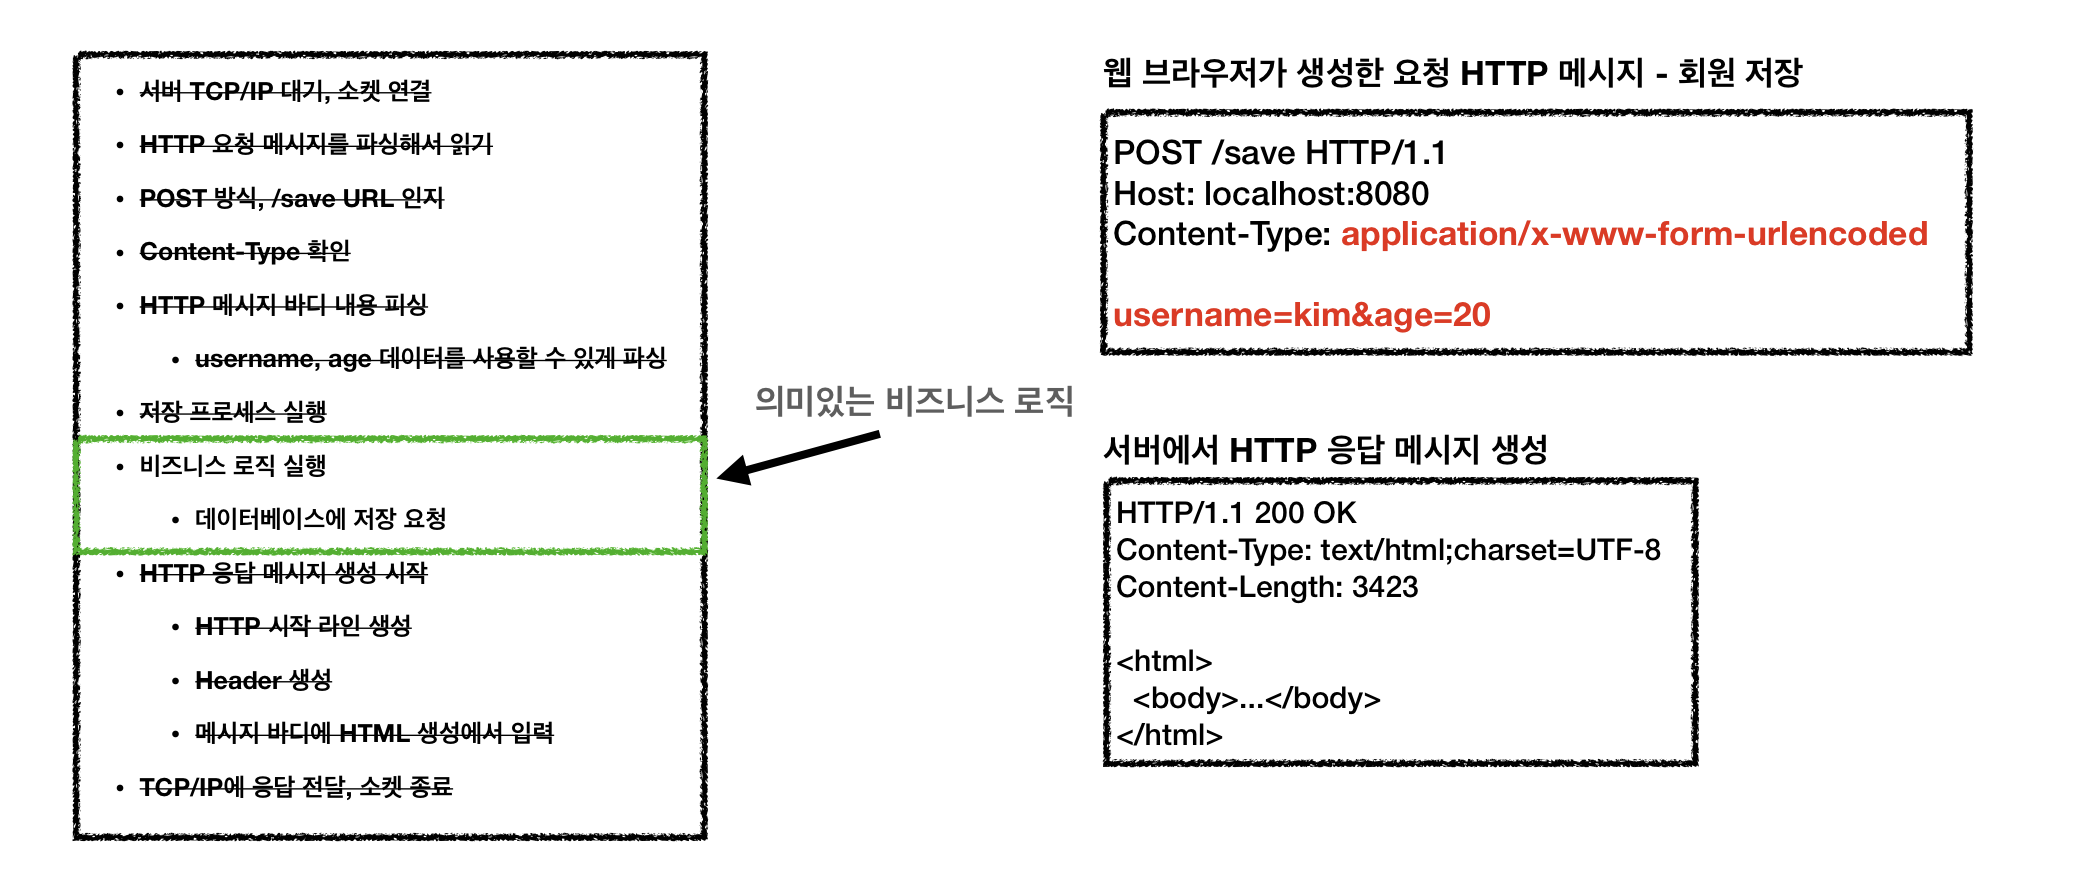 • 서버 TCP/IP 대기, 소켓 연결
• HTTP 요청 메시지를 파싱해서 읽기
• POST 방식, /save URL 인지
• Content-Type 확인
• HTTP 메시지 바디 내용 피싱
• username, age 데이터를 사용할 수 있게 파싱
• 저장 프로세스 실행
• 비즈니스 로직 실행
• 데이터베이스에 저장 요청
• HTTP 응답 메시지 생성 시작
• HTTP 시작 라인 생성
• Header 생성
• 메시지 바디에 HTML 생성에서 입력
• TCP/IP에 응답 전달, 소켓 종료
의미있는 비즈니스 로직
웹 브라우저가 생성한 요청 HTTP 메시지 - 회원 저장
POST /save HTTP/1.1
Host: localhost:8080
Content-Type: application/x-www-form-urlencoded
username=kim&age=20
서버에서 HTTP 응답 메시지 생성
HTTP/1.1 200 OK
Content-Type: text/html;charset=UTF-8
Content-Length: 3423
<html>
<body>...</body>
</html>